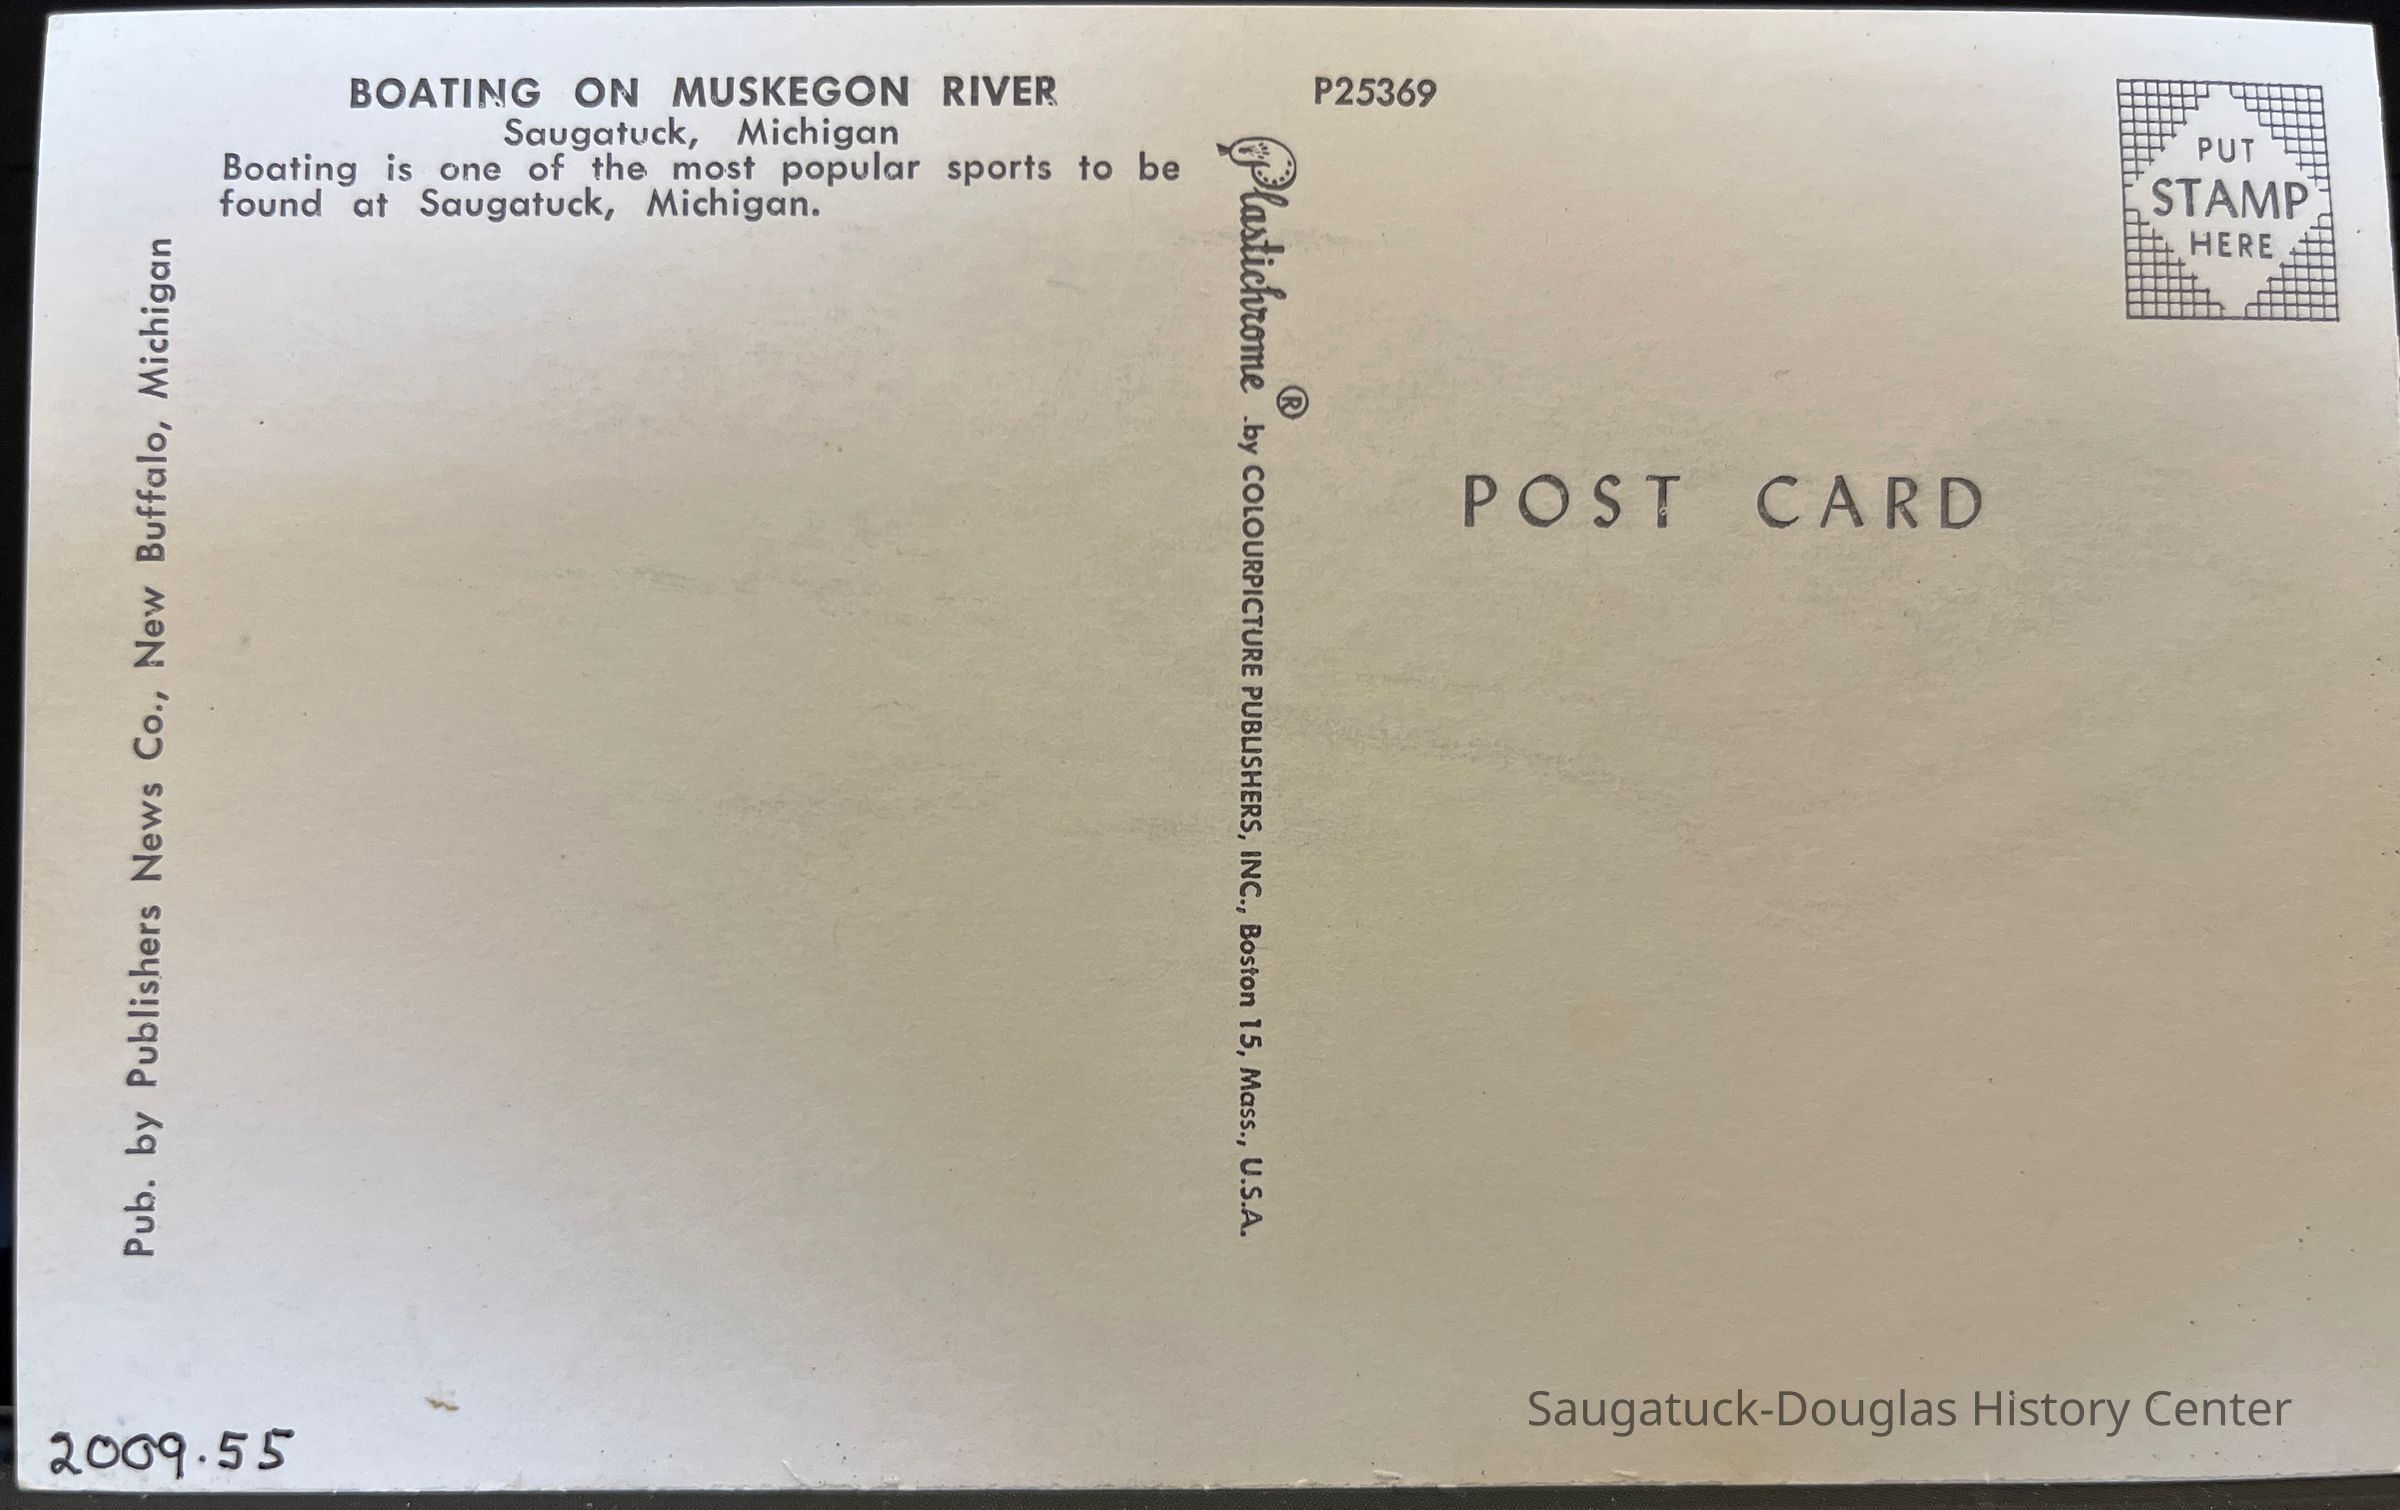 BOATING ON MUSKEGON RIVER
Saugatuck, Michigan
Boating is one of the most popular sports to be
found at Saugatuck, Michigan.
Pub. by Publishers News Co., New Buffalo, Michigan
P25369
Plastichrome ® by COLOURPICTURE PUBLISHERS, INC., Boston 15, Mass., U.S.A.
PUT
STAMP
HERE
POST CARD
Saugatuck-Douglas History Center
2009.55